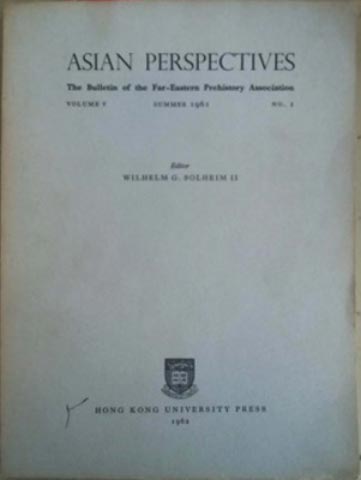 ASIAN PERSPECTIVES
The Bulletin of the Far-Eastern Prehistory Association
VOLUME V SUMMER 1961 NO. 1
Editor
WILHELM G. SOLHEIM II
HONG KONG UNIVERSITY PRESS
1962